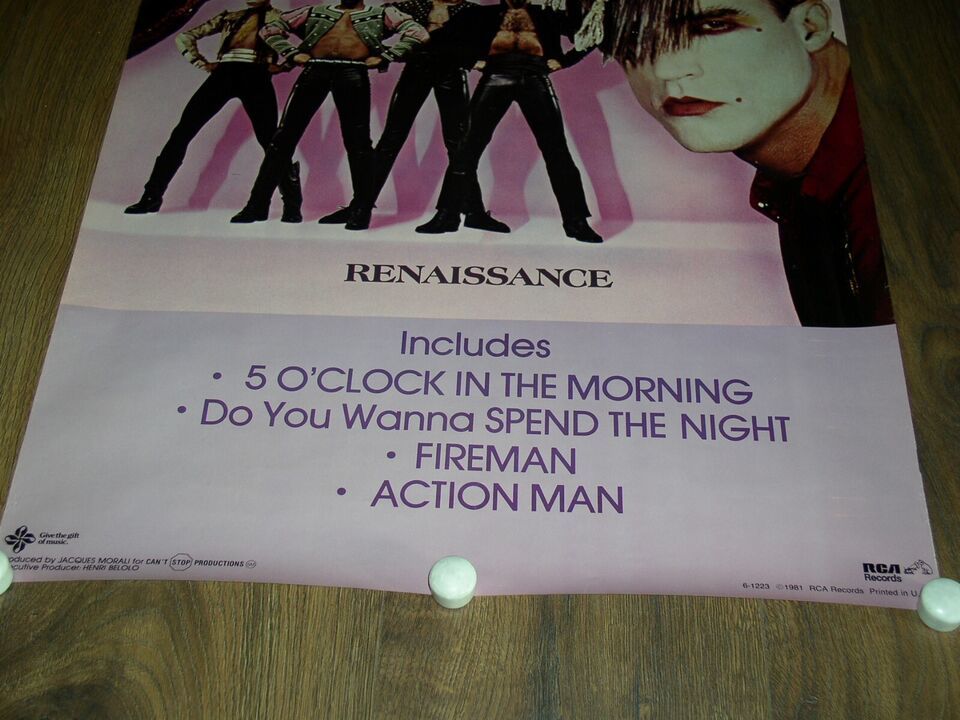 RENAISSANCE
Includes
• 5 O'CLOCK IN THE MORNING
• Do You Wanna SPEND THE NIGHT
• FIREMAN
• ACTION MAN
Give the gift
of music.
oduced by JACQUES MORALI for CAN'T STOP PRODUCTIONS
cutive Producer: HENRI BELOLO
RCA
Records
6-1223 ©1981 RCA Records Printed in U.